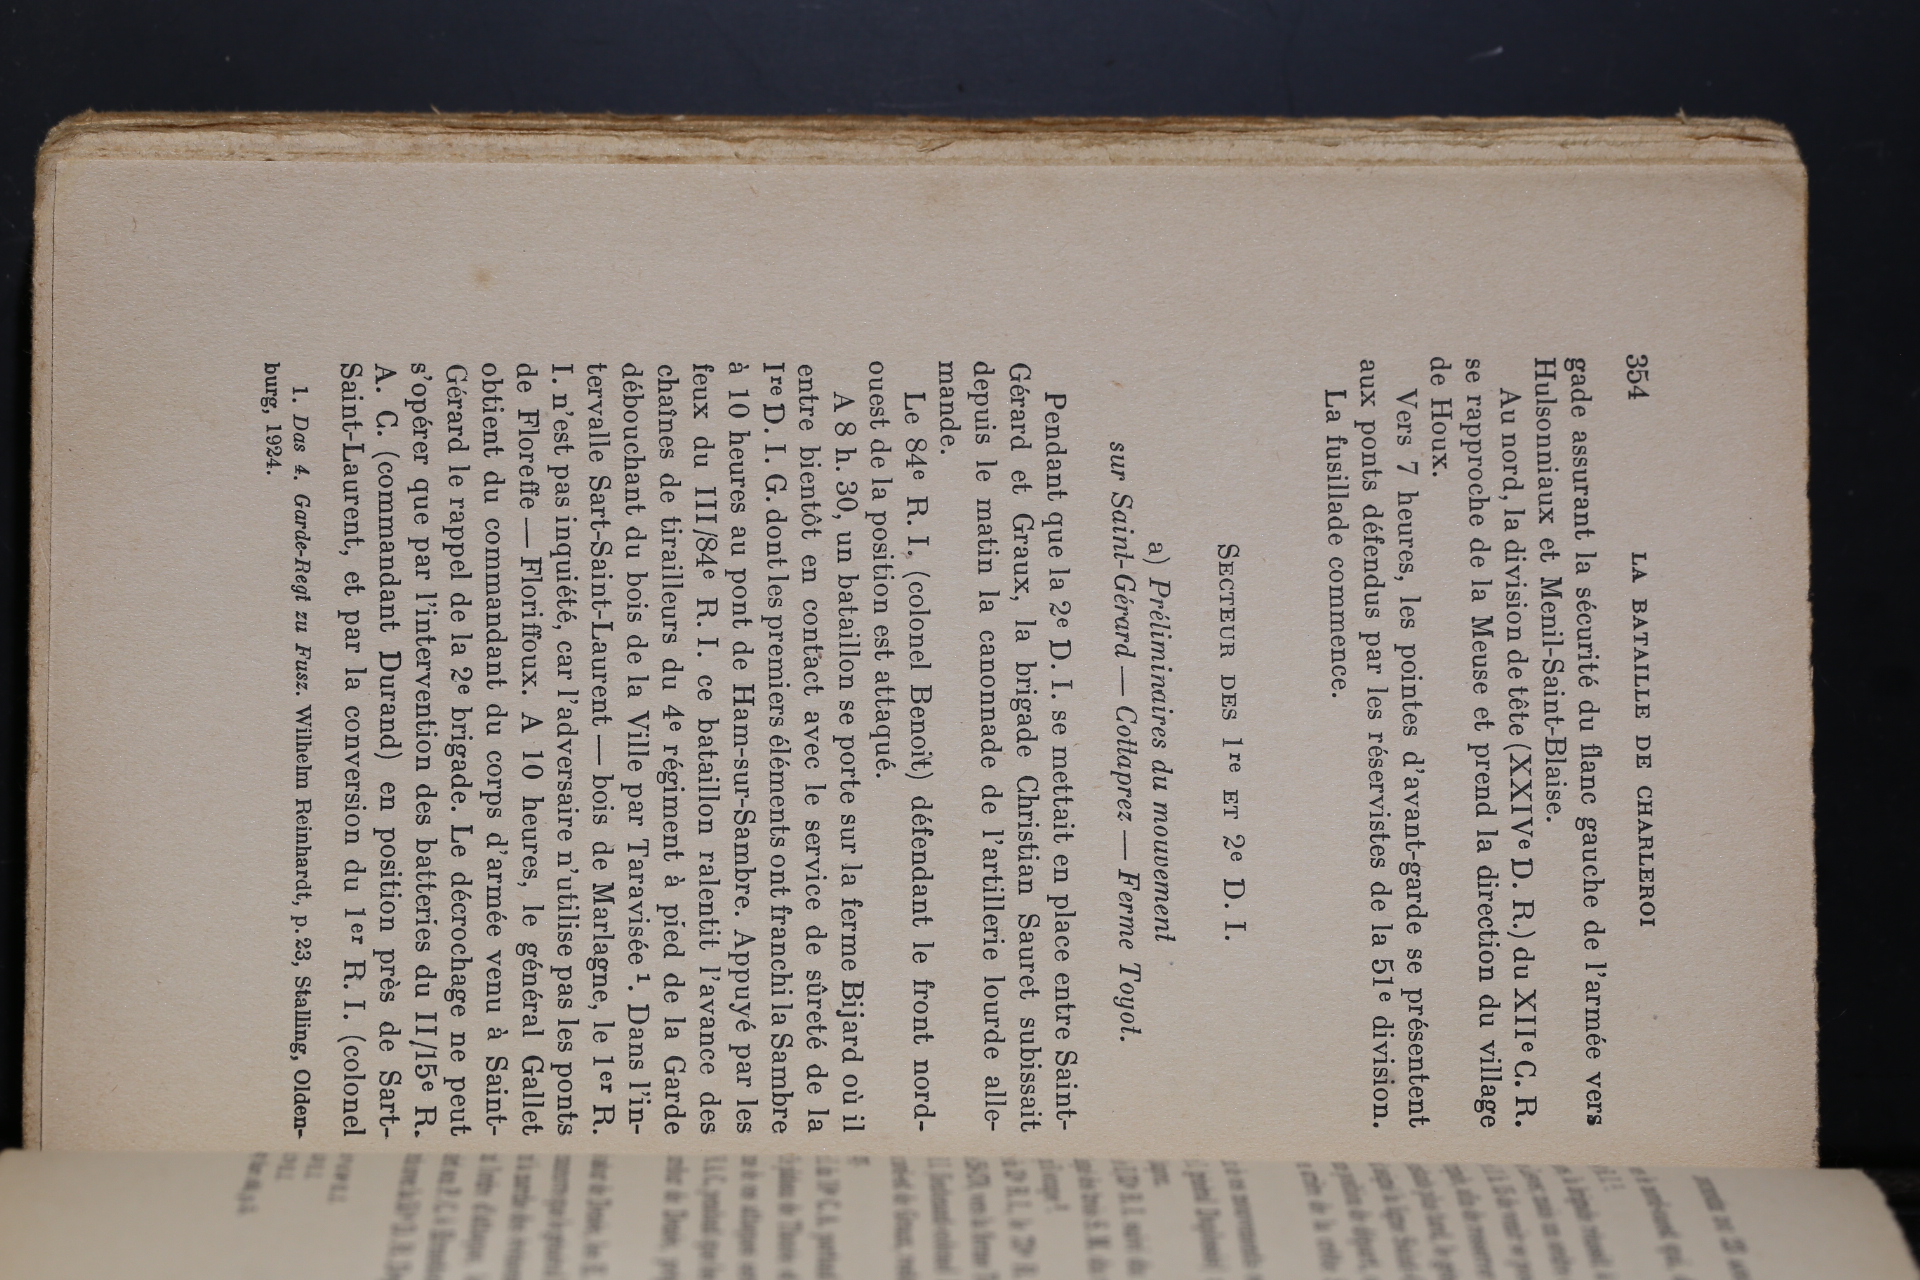 354 LA BATAILLE DE CHARLEROI
gade assurant la sécurité du flanc gauche de l'armée vers
Hulsonniaux et Menil-Saint-Blaise.
Au nord, la division de tête (XXIVe D. R.) du XIIe C. R.
se rapproche de la Meuse et prend la direction du village
de Houx.
Vers 7 heures, les pointes d'avant-garde se présentent
aux ponts défendus par les réservistes de la 51e division.
La fusillade commence.
SECTEUR DES 1re ET 2e D. I.
a) Préliminaires du mouvement
sur Saint-Gérard — Cottaprez — Ferme Toyot.
Pendant que la 2e D. I. se mettait en place entre Saint-
Gérard et Graux, la brigade Christian Sauret subissait
depuis le matin la canonnade de l'artillerie lourde alle-
mande.
Le 84e R. I. (colonel Benoît) défendant le front nord-
ouest de la position est attaqué.
A 8 h. 30, un bataillon se porte sur la ferme Bijard où il
entre bientôt en contact avec le service de sûreté de la
Ire D. I. G. dont les premiers éléments ont franchi la Sambre
à 10 heures au pont de Ham-sur-Sambre. Appuyé par les
feux du III/84e R. I. ce bataillon ralentit l'avance des
chaînes de tirailleurs du 4e régiment à pied de la Garde
débouchant du bois de la Ville par Taravisée 1. Dans l'in-
tervalle Sart-Saint-Laurent — bois de Marlagne, le 1er R.
I. n'est pas inquiété, car l'adversaire n'utilise pas les ponts
de Floreffe — Floriffoux. A 10 heures, le général Gallet
obtient du commandant du corps d'armée venu à Saint-
Gérard le rappel de la 2e brigade. Le décrochage ne peut
s'opérer que par l'intervention des batteries du II/15e R.
A. C. (commandant Durand) en position près de Sart-
Saint-Laurent, et par la conversion du 1er R. I. (colonel
1. Das 4. Garde-Regt zu Fusz. Wilhelm Reinhardt, p. 23, Stalling, Olden-
burg, 1924.